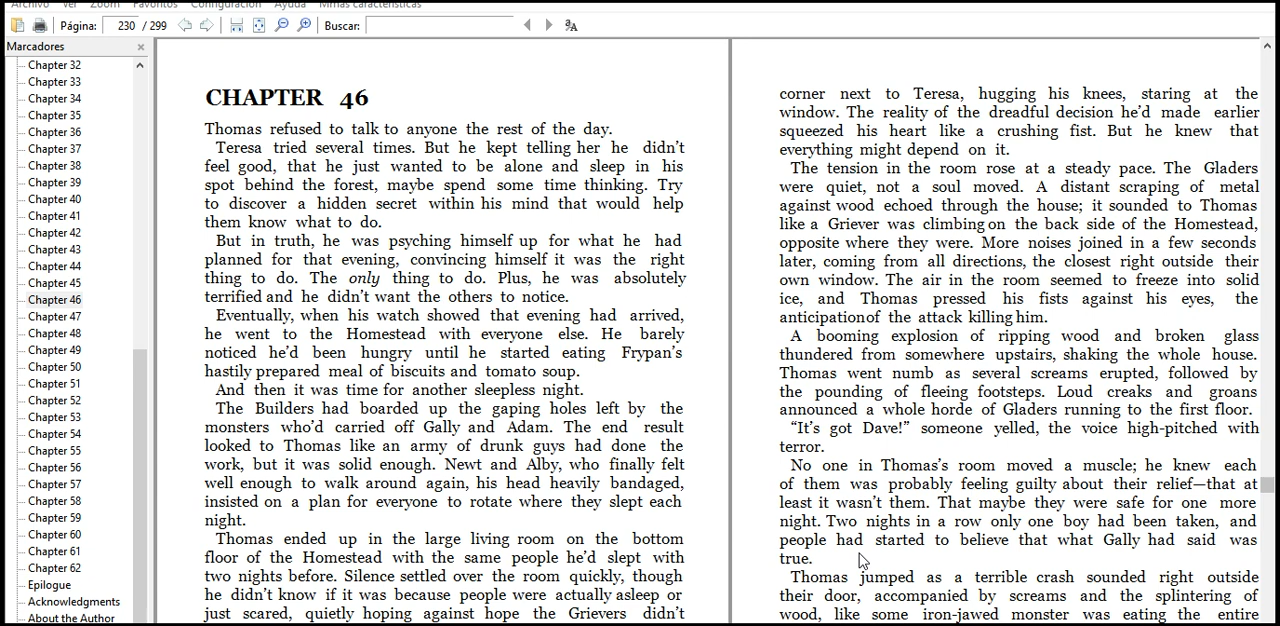 Archivo Ver Zoom Favoritos Configuración Ayuda Mimas características
Página: 230 / 299 Buscar:
Marcadores ×
Chapter 32
Chapter 33
Chapter 34
Chapter 35
Chapter 36
Chapter 37
Chapter 38
Chapter 39
Chapter 40
Chapter 41
Chapter 42
Chapter 43
Chapter 44
Chapter 45
Chapter 46
Chapter 47
Chapter 48
Chapter 49
Chapter 50
Chapter 51
Chapter 52
Chapter 53
Chapter 54
Chapter 55
Chapter 56
Chapter 57
Chapter 58
Chapter 59
Chapter 60
Chapter 61
Chapter 62
Epilogue
Acknowledgments
About the Author
CHAPTER 46
Thomas refused to talk to anyone the rest of the day.
Teresa tried several times. But he kept telling her he didn't
feel good, that he just wanted to be alone and sleep in his
spot behind the forest, maybe spend some time thinking. Try
to discover a hidden secret within his mind that would help
them know what to do.
But in truth, he was psyching himself up for what he had
planned for that evening, convincing himself it was the right
thing to do. The only thing to do. Plus, he was absolutely
terrified and he didn't want the others to notice.
Eventually, when his watch showed that evening had arrived,
he went to the Homestead with everyone else. He barely
noticed he'd been hungry until he started eating Frypan's
hastily prepared meal of biscuits and tomato soup.
And then it was time for another sleepless night.
The Builders had boarded up the gaping holes left by the
monsters who'd carried off Gally and Adam. The end result
looked to Thomas like an army of drunk guys had done the
work, but it was solid enough. Newt and Alby, who finally felt
well enough to walk around again, his head heavily bandaged,
insisted on a plan for everyone to rotate where they slept each
night.
Thomas ended up in the large living room on the bottom
floor of the Homestead with the same people he'd slept with
two nights before. Silence settled over the room quickly, though
he didn't know if it was because people were actually asleep or
just scared, quietly hoping against hope the Grievers didn't
corner next to Teresa, hugging his knees, staring at the
window. The reality of the dreadful decision he'd made earlier
squeezed his heart like a crushing fist. But he knew that
everything might depend on it.
The tension in the room rose at a steady pace. The Gladers
were quiet, not a soul moved. A distant scraping of metal
against wood echoed through the house; it sounded to Thomas
like a Griever was climbing on the back side of the Homestead,
opposite where they were. More noises joined in a few seconds
later, coming from all directions, the closest right outside their
own window. The air in the room seemed to freeze into solid
ice, and Thomas pressed his fists against his eyes, the
anticipation of the attack killing him.
A booming explosion of ripping wood and broken glass
thundered from somewhere upstairs, shaking the whole house.
Thomas went numb as several screams erupted, followed by
the pounding of fleeing footsteps. Loud creaks and groans
announced a whole horde of Gladers running to the first floor.
“It's got Dave!” someone yelled, the voice high-pitched with
terror.
No one in Thomas's room moved a muscle; he knew each
of them was probably feeling guilty about their relief—that at
least it wasn't them. That maybe they were safe for one more
night. Two nights in a row only one boy had been taken, and
people had started to believe that what Gally had said was
true.
Thomas jumped as a terrible crash sounded right outside
their door, accompanied by screams and the splintering of
wood, like some iron-jawed monster was eating the entire